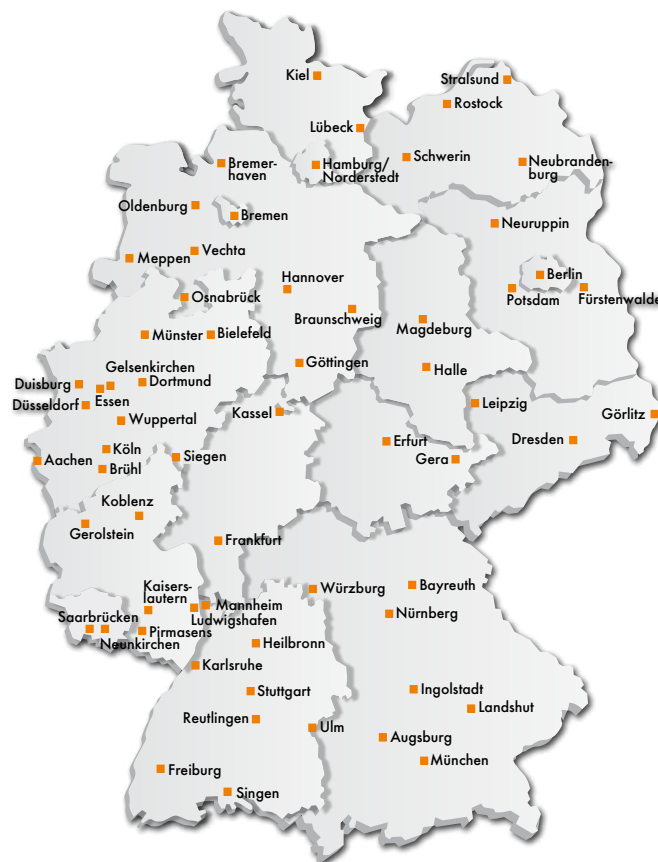 Kiel
Stralsund
Rostock
Lübeck
Schwerin
Bremer-
haven
Hamburg/
Norderstedt
Neubranden-
burg
Oldenburg
Bremen
Neuruppin
Vechta
Meppen
Berlin
Hannover
Osnabrück
Potsdam
Fürstenwalde
Braunschweig
Magdeburg
Münster
Bielefeld
Göttingen
Halle
Gelsenkirchen
Duisburg
Dortmund
Essen
Düsseldorf
Leipzig
Kassel
Görlitz
Wuppertal
Erfurt
Dresden
Köln
Siegen
Gera
Aachen
Brühl
Koblenz
Gerolstein
Frankfurt
Kaisers-
lautern
Würzburg
Bayreuth
Mannheim
Nürnberg
Saarbrücken
Ludwigshafen
Pirmasens
Neunkirchen
Heilbronn
Karlsruhe
Stuttgart
Ingolstadt
Landshut
Reutlingen
Ulm
Augsburg
München
Freiburg
Singen